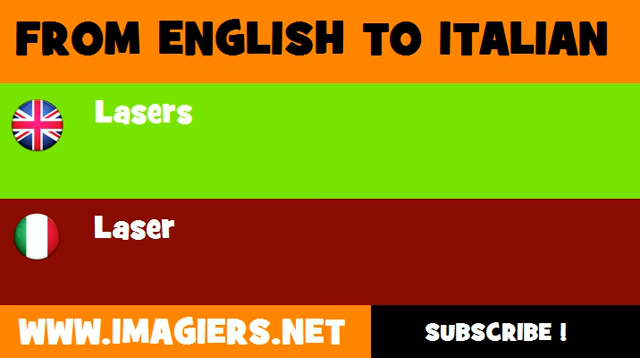 FROM ENGLISH TO ITALIAN
Lasers
Laser
WWW.IMAGIERS.NET
SUBSCRIBE !